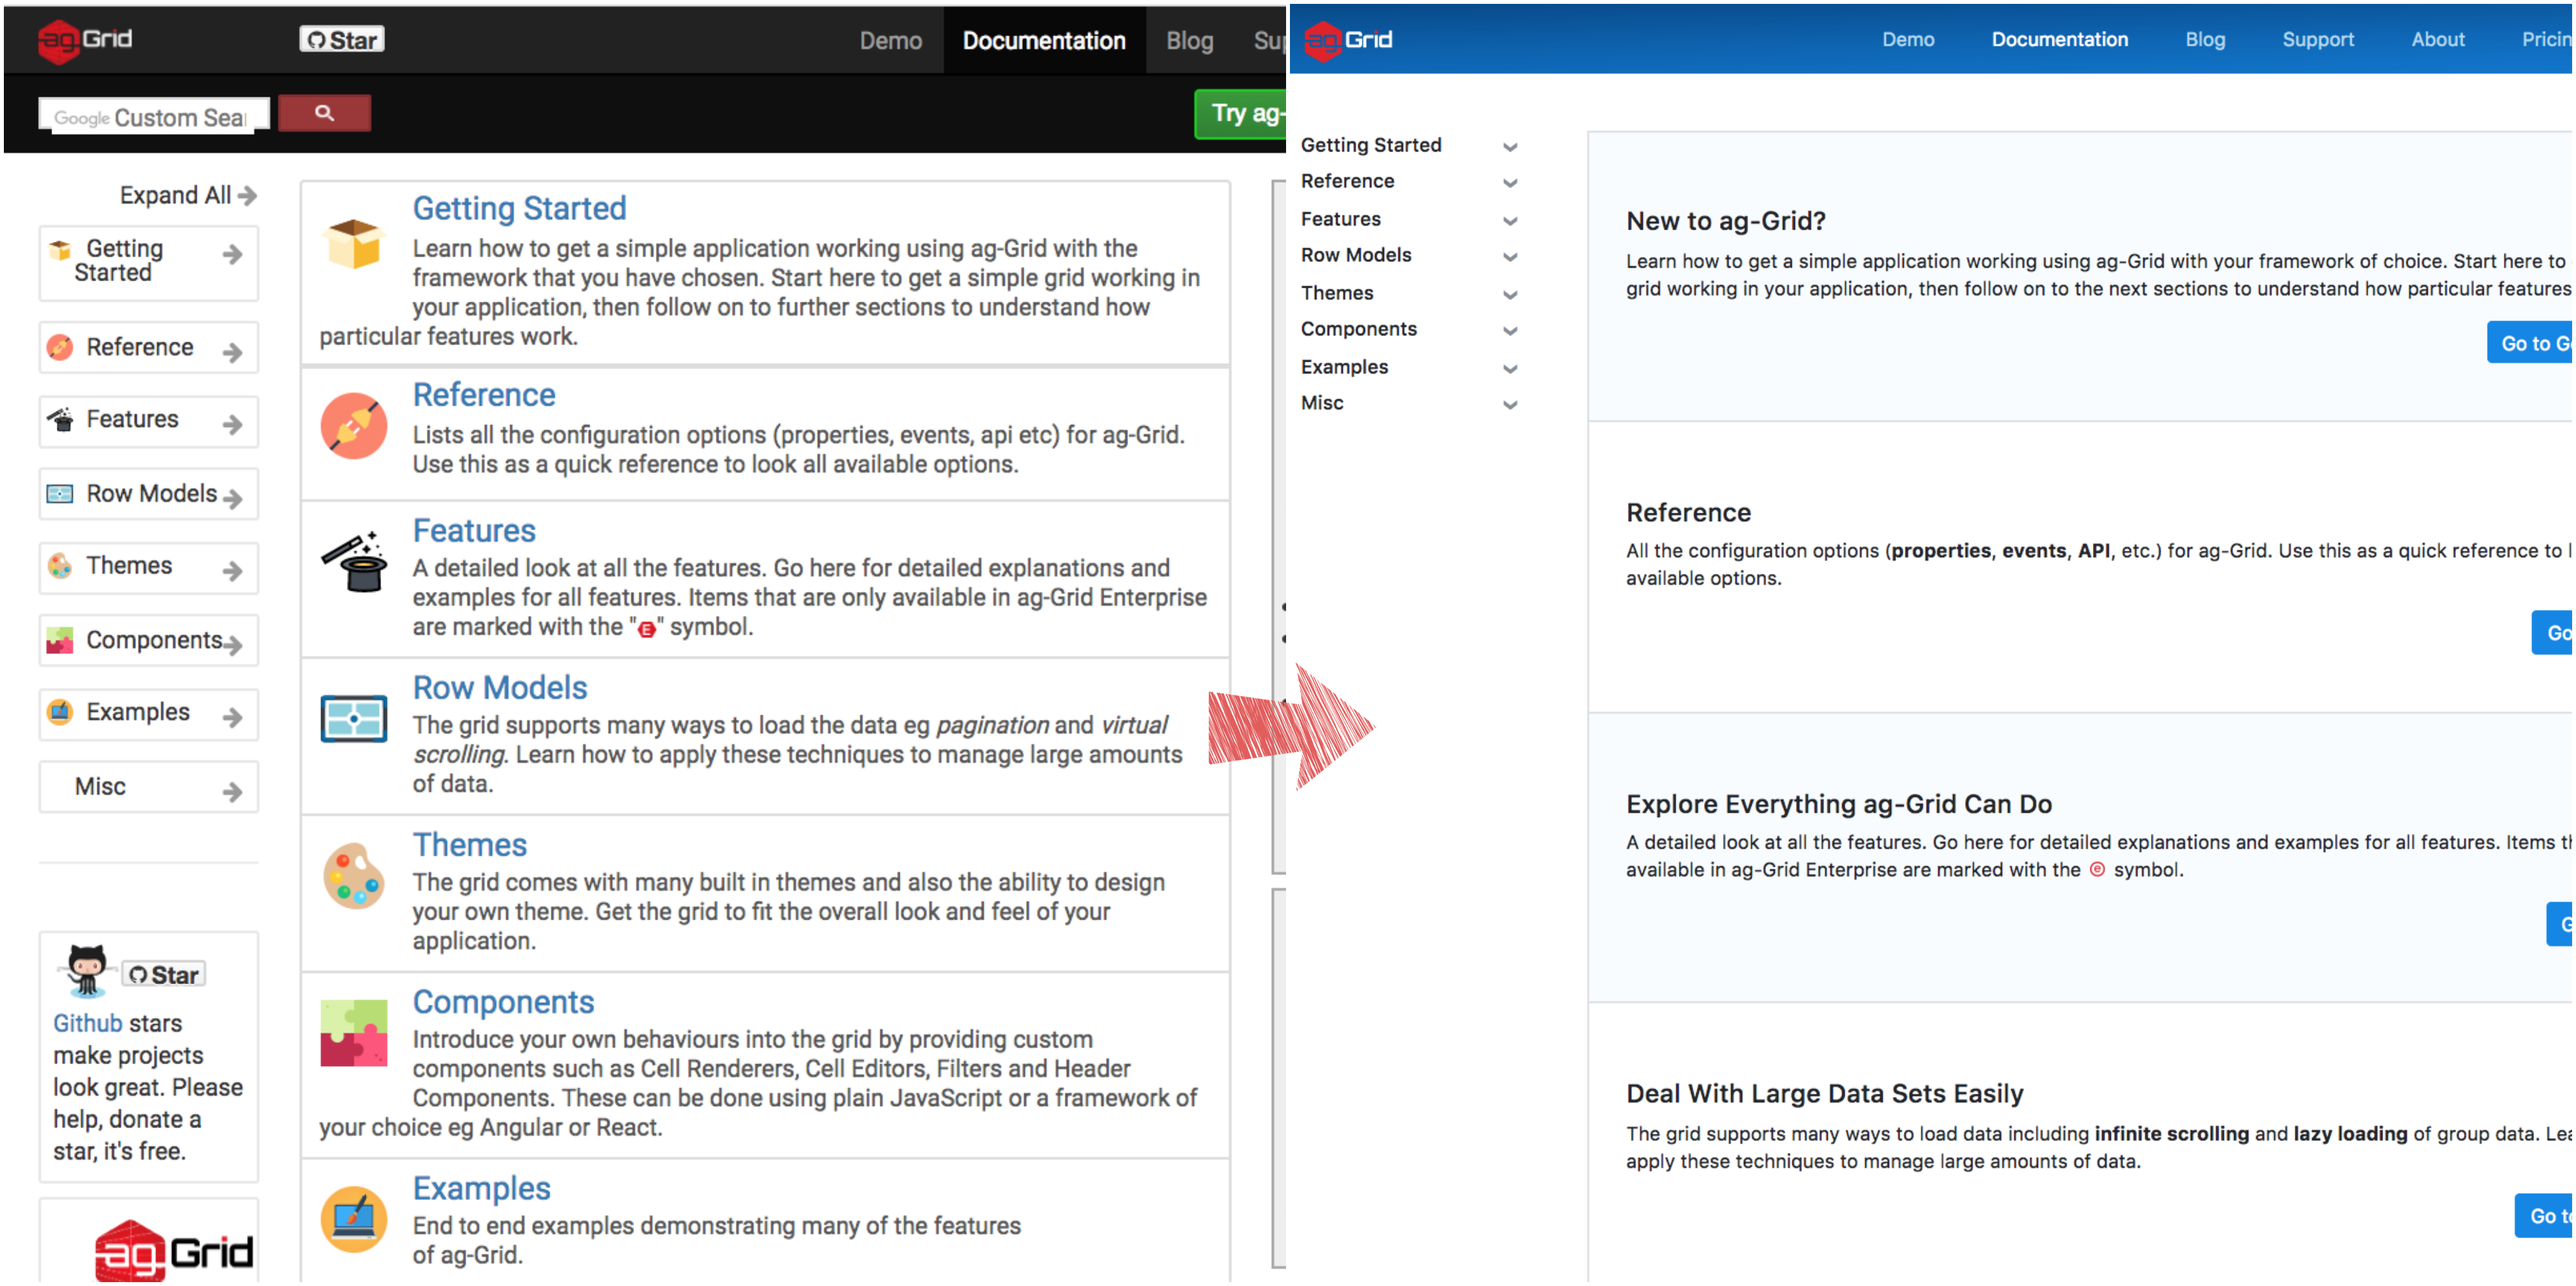 ag-Grid
Star
Demo
Documentation
Blog
Sup
Google Custom Sear
Try ag-
Expand All
Getting
Started
Reference
Features
Row Models
Themes
Components
Examples
Misc
Star
Github stars
make projects
look great. Please
help, donate a
star, it's free.
ag-Grid
Getting Started
Learn how to get a simple application working using ag-Grid with the
framework that you have chosen. Start here to get a simple grid working in
your application, then follow on to further sections to understand how
particular features work.
Reference
Lists all the configuration options (properties, events, api etc) for ag-Grid.
Use this as a quick reference to look all available options.
Features
A detailed look at all the features. Go here for detailed explanations and
examples for all features. Items that are only available in ag-Grid Enterprise
are marked with the "E" symbol.
Row Models
The grid supports many ways to load the data eg pagination and virtual
scrolling. Learn how to apply these techniques to manage large amounts
of data.
Themes
The grid comes with many built in themes and also the ability to design
your own theme. Get the grid to fit the overall look and feel of your
application.
Components
Introduce your own behaviours into the grid by providing custom
components such as Cell Renderers, Cell Editors, Filters and Header
Components. These can be done using plain JavaScript or a framework of
your choice eg Angular or React.
Examples
End to end examples demonstrating many of the features
of ag-Grid.
ag-Grid
Demo
Documentation
Blog
Support
About
Pricin
Getting Started
Reference
Features
Row Models
Themes
Components
Examples
Misc
New to ag-Grid?
Learn how to get a simple application working using ag-Grid with your framework of choice. Start here to
grid working in your application, then follow on to the next sections to understand how particular features
Go to G
Reference
All the configuration options (properties, events, API, etc.) for ag-Grid. Use this as a quick reference to l
available options.
Go
Explore Everything ag-Grid Can Do
A detailed look at all the features. Go here for detailed explanations and examples for all features. Items th
available in ag-Grid Enterprise are marked with the e symbol.
G
Deal With Large Data Sets Easily
The grid supports many ways to load data including infinite scrolling and lazy loading of group data. Lea
apply these techniques to manage large amounts of data.
Go t